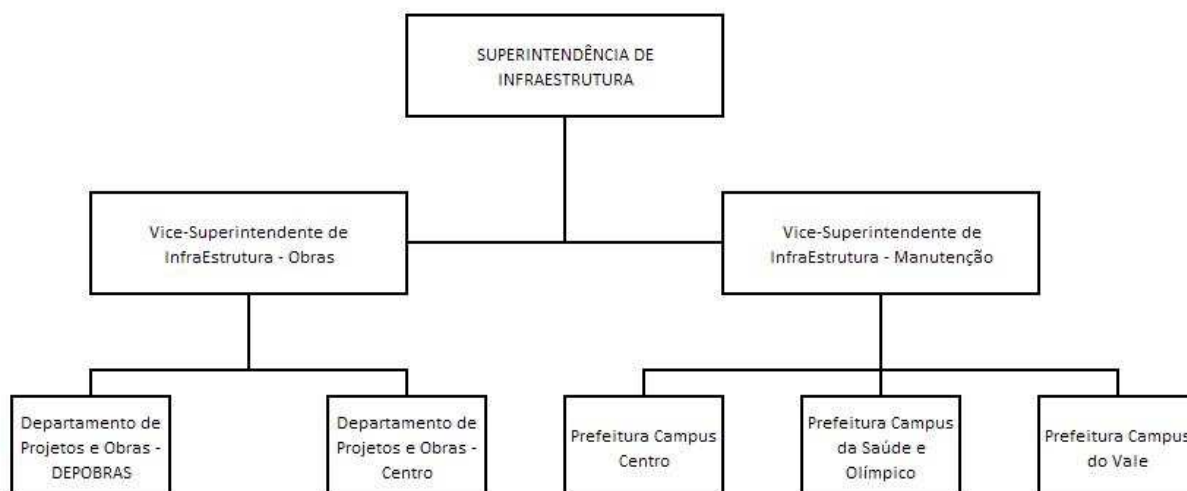 SUPERINTENDÊNCIA DE
INFRAESTRUTURA
Vice-Superintendente de
InfraEstrutura - Obras
Vice-Superintendente de
InfraEstrutura - Manutenção
Departamento de
Projetos e Obras -
DEPOBRAS
Departamento de
Projetos e Obras -
Centro
Prefeitura Campus
Centro
Prefeitura Campus
da Saúde e
Olímpico
Prefeitura Campus
do Vale